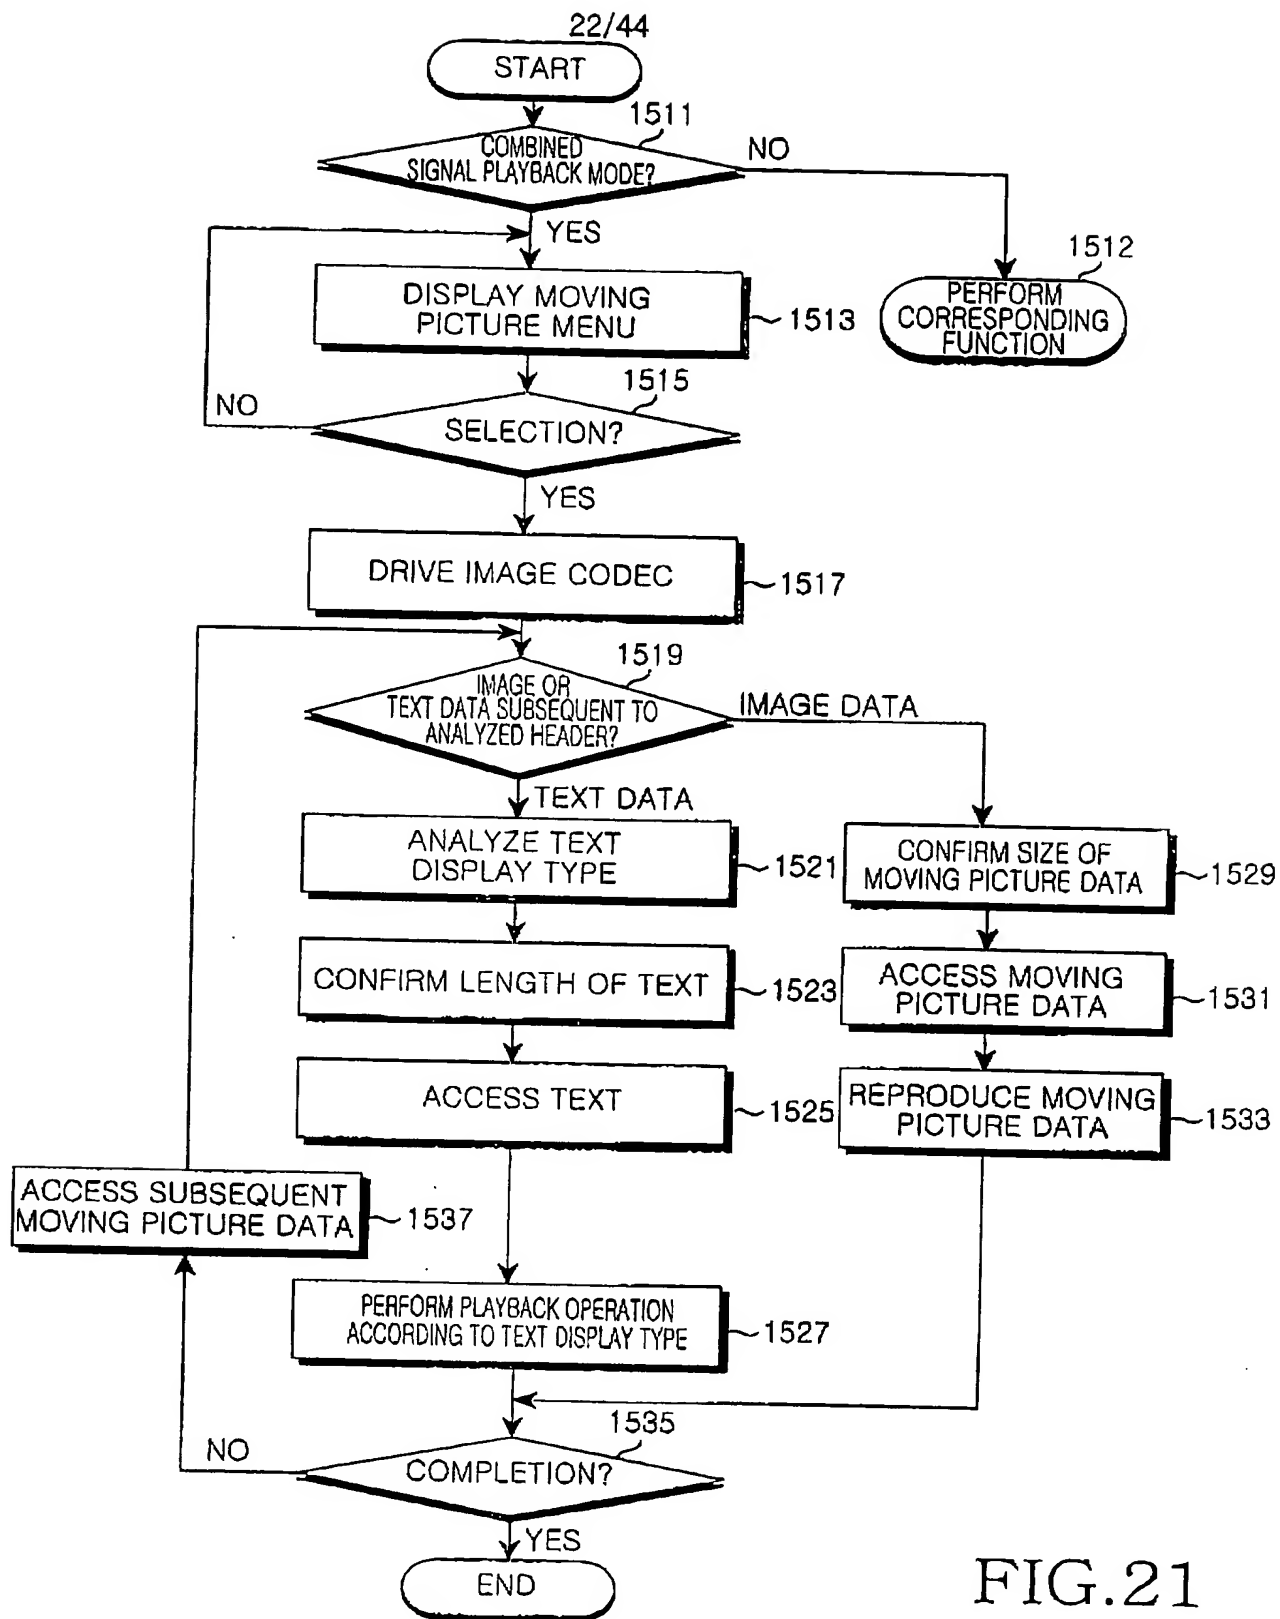 22/44
START
1511
COMBINED
SIGNAL PLAYBACK MODE?
NO
YES
1512
PERFORM
CORRESPONDING
FUNCTION
DISPLAY MOVING
PICTURE MENU
1513
1515
NO
SELECTION?
YES
DRIVE IMAGE CODEC
1517
1519
IMAGE OR
TEXT DATA SUBSEQUENT TO
ANALYZED HEADER?
IMAGE DATA
TEXT DATA
ANALYZE TEXT
DISPLAY TYPE
1521
CONFIRM SIZE OF
MOVING PICTURE DATA
1529
CONFIRM LENGTH OF TEXT
1523
ACCESS MOVING
PICTURE DATA
1531
ACCESS TEXT
1525
REPRODUCE MOVING
PICTURE DATA
1533
ACCESS SUBSEQUENT
MOVING PICTURE DATA
1537
PERFORM PLAYBACK OPERATION
ACCORDING TO TEXT DISPLAY TYPE
1527
1535
NO
COMPLETION?
YES
END
FIG.21